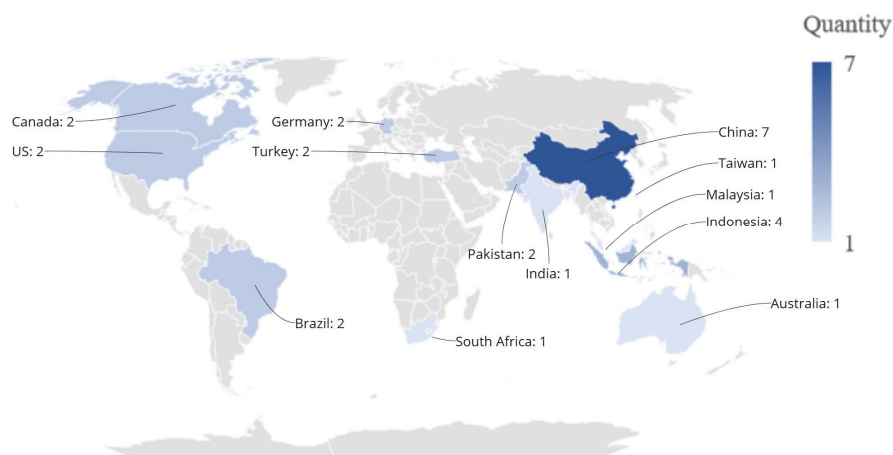 Quantity
7
1
Canada: 2
US: 2
Germany: 2
Turkey: 2
China: 7
Taiwan: 1
Malaysia: 1
Indonesia: 4
Pakistan: 2
India: 1
Australia: 1
Brazil: 2
South Africa: 1